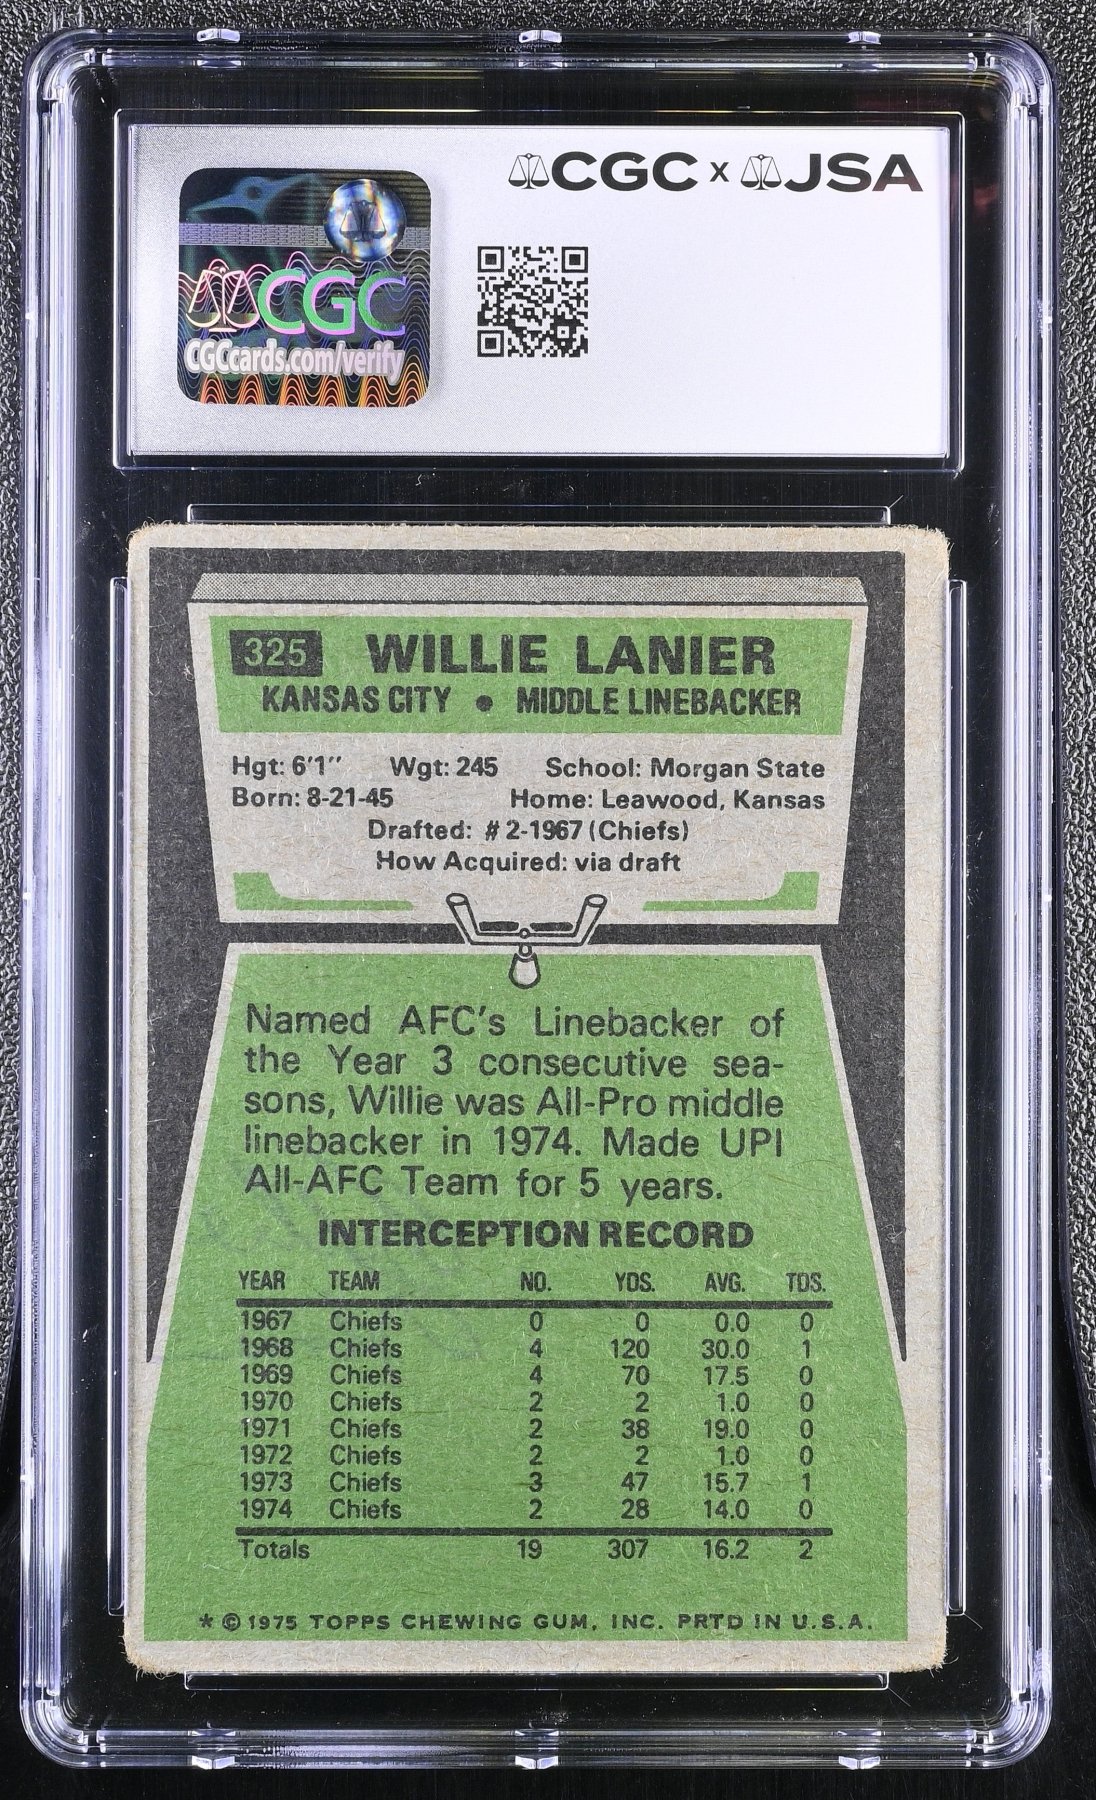 CGC x JSA
CGC
CGCcards.com/verify
325 WILLIE LANIER
KANSAS CITY • MIDDLE LINEBACKER
Hgt: 6'1" Wgt: 245 School: Morgan State
Born: 8-21-45 Home: Leawood, Kansas
Drafted: #2-1967 (Chiefs)
How Acquired: via draft
Named AFC's Linebacker of
the Year 3 consecutive sea-
sons, Willie was All-Pro middle
linebacker in 1974. Made UPI
All-AFC Team for 5 years.
INTERCEPTION RECORD
YEAR TEAM NO. YDS. AVG. TDS.
1967 Chiefs 0 0 0.0 0
1968 Chiefs 4 120 30.0 1
1969 Chiefs 4 70 17.5 0
1970 Chiefs 2 2 1.0 0
1971 Chiefs 2 38 19.0 0
1972 Chiefs 2 2 1.0 0
1973 Chiefs 3 47 15.7 1
1974 Chiefs 2 28 14.0 0
Totals 19 307 16.2 2
* © 1975 TOPPS CHEWING GUM, INC. PRTD IN U.S.A.